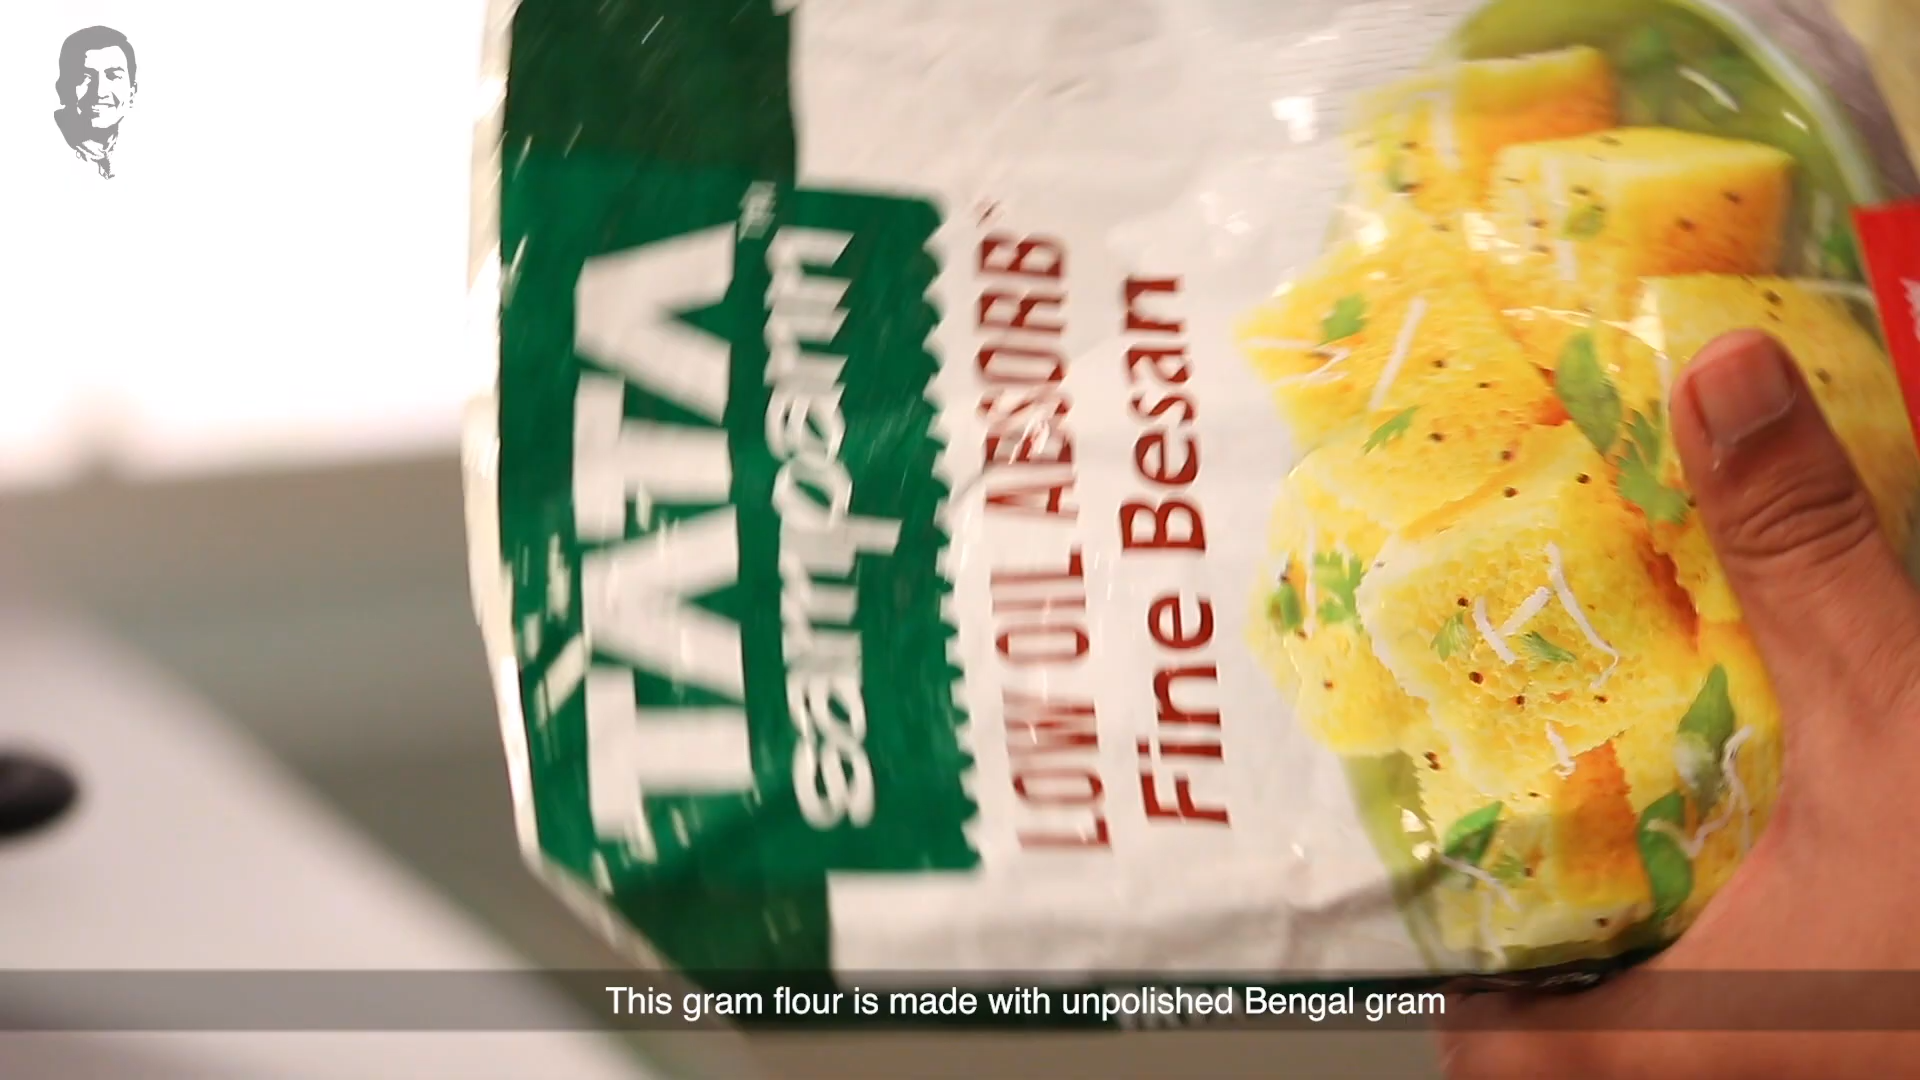 TATA
sampann
LOW OIL ABSORB
Fine Besan
This gram flour is made with unpolished Bengal gram